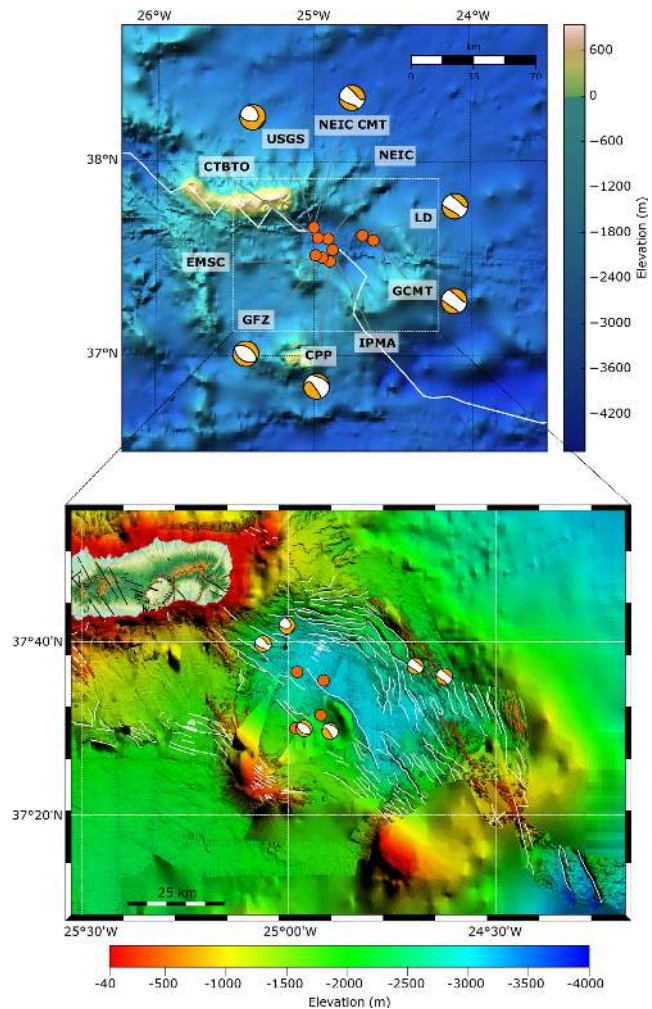 26°W 25°W 24°W
km
0 35 70
600
0
−600
−1200
−1800
−2400
−3000
−3600
−4200
Elevation (m)
38°N
37°N
NEIC CMT
USGS
NEIC
CTBTO
LD
EMSC
GCMT
GFZ
IPMA
CPP
37°40'N
37°20'N
25 km
25°30'W 25°00'W 24°30'W
-40 -500 -1000 -1500 -2000 -2500 -3000 -3500 -4000
Elevation (m)